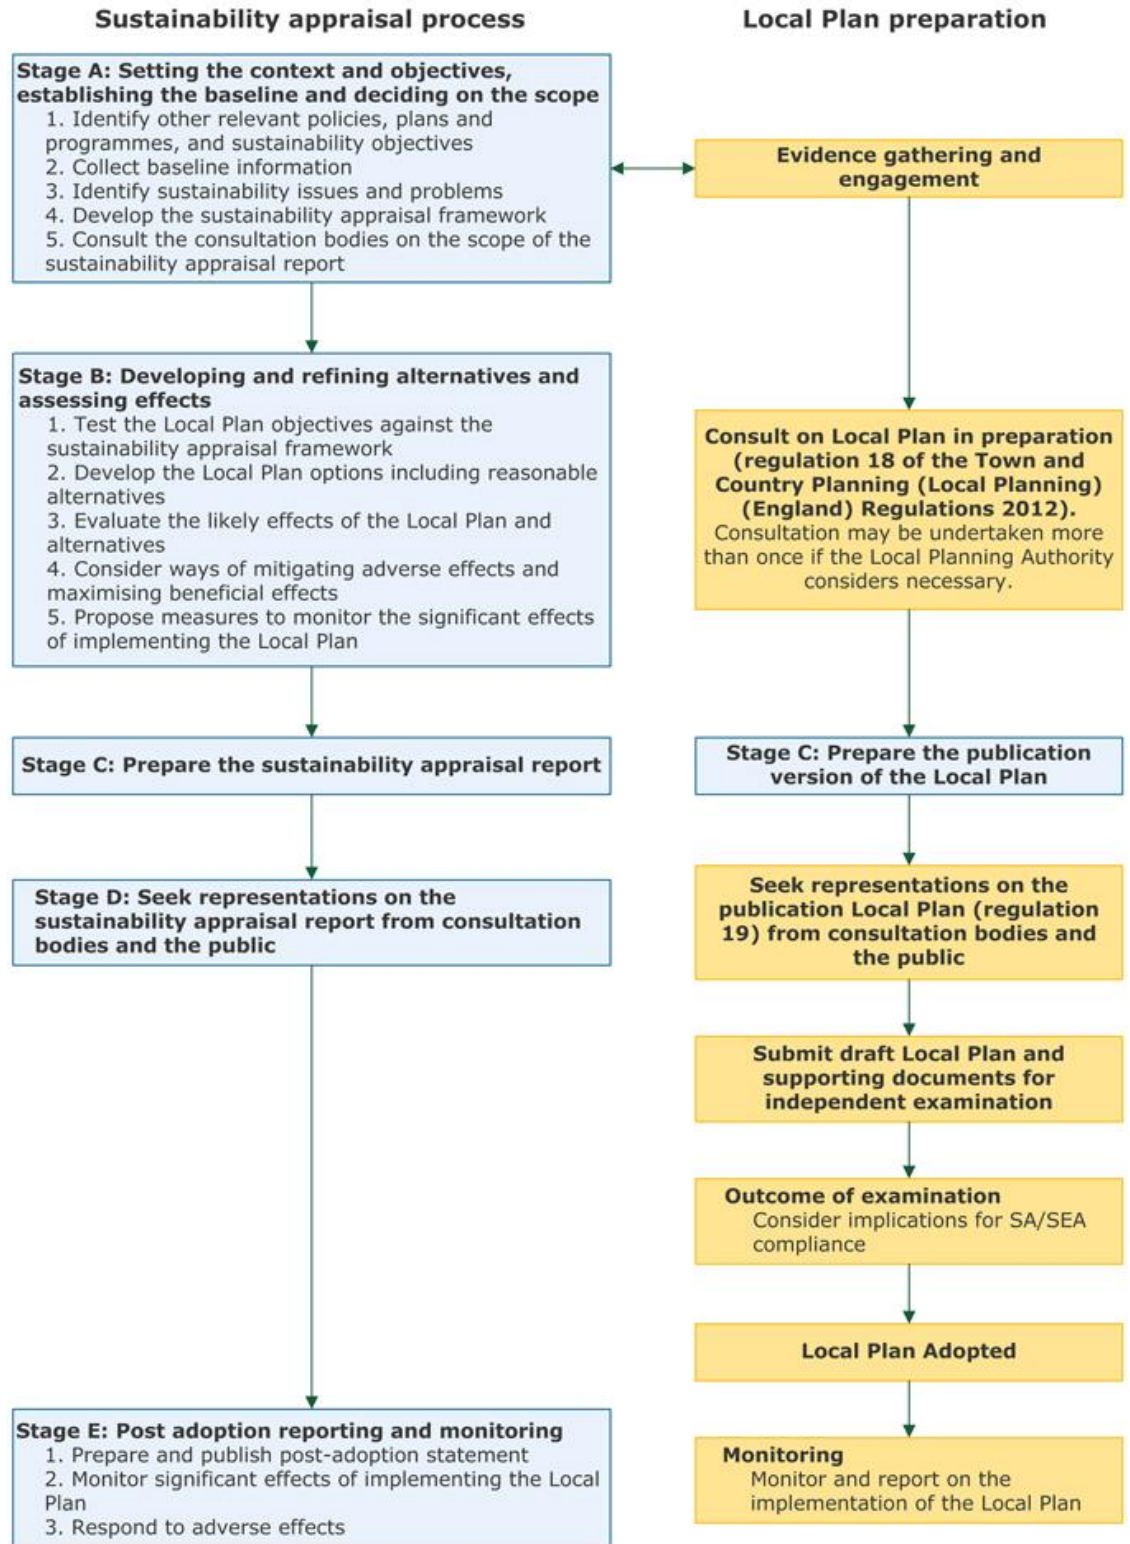 Sustainability appraisal process
Local Plan preparation
Stage A: Setting the context and objectives,
establishing the baseline and deciding on the scope
1. Identify other relevant policies, plans and
programmes, and sustainability objectives
2. Collect baseline information
3. Identify sustainability issues and problems
4. Develop the sustainability appraisal framework
5. Consult the consultation bodies on the scope of the
sustainability appraisal report
Evidence gathering and
engagement
Stage B: Developing and refining alternatives and
assessing effects
1. Test the Local Plan objectives against the
sustainability appraisal framework
2. Develop the Local Plan options including reasonable
alternatives
3. Evaluate the likely effects of the Local Plan and
alternatives
4. Consider ways of mitigating adverse effects and
maximising beneficial effects
5. Propose measures to monitor the significant effects
of implementing the Local Plan
Consult on Local Plan in preparation
(regulation 18 of the Town and
Country Planning (Local Planning)
(England) Regulations 2012).
Consultation may be undertaken more
than once if the Local Planning Authority
considers necessary.
Stage C: Prepare the sustainability appraisal report
Stage C: Prepare the publication
version of the Local Plan
Stage D: Seek representations on the
sustainability appraisal report from consultation
bodies and the public
Seek representations on the
publication Local Plan (regulation
19) from consultation bodies and
the public
Submit draft Local Plan and
supporting documents for
independent examination
Outcome of examination
Consider implications for SA/SEA
compliance
Local Plan Adopted
Stage E: Post adoption reporting and monitoring
1. Prepare and publish post-adoption statement
2. Monitor significant effects of implementing the Local
Plan
3. Respond to adverse effects
Monitoring
Monitor and report on the
implementation of the Local Plan